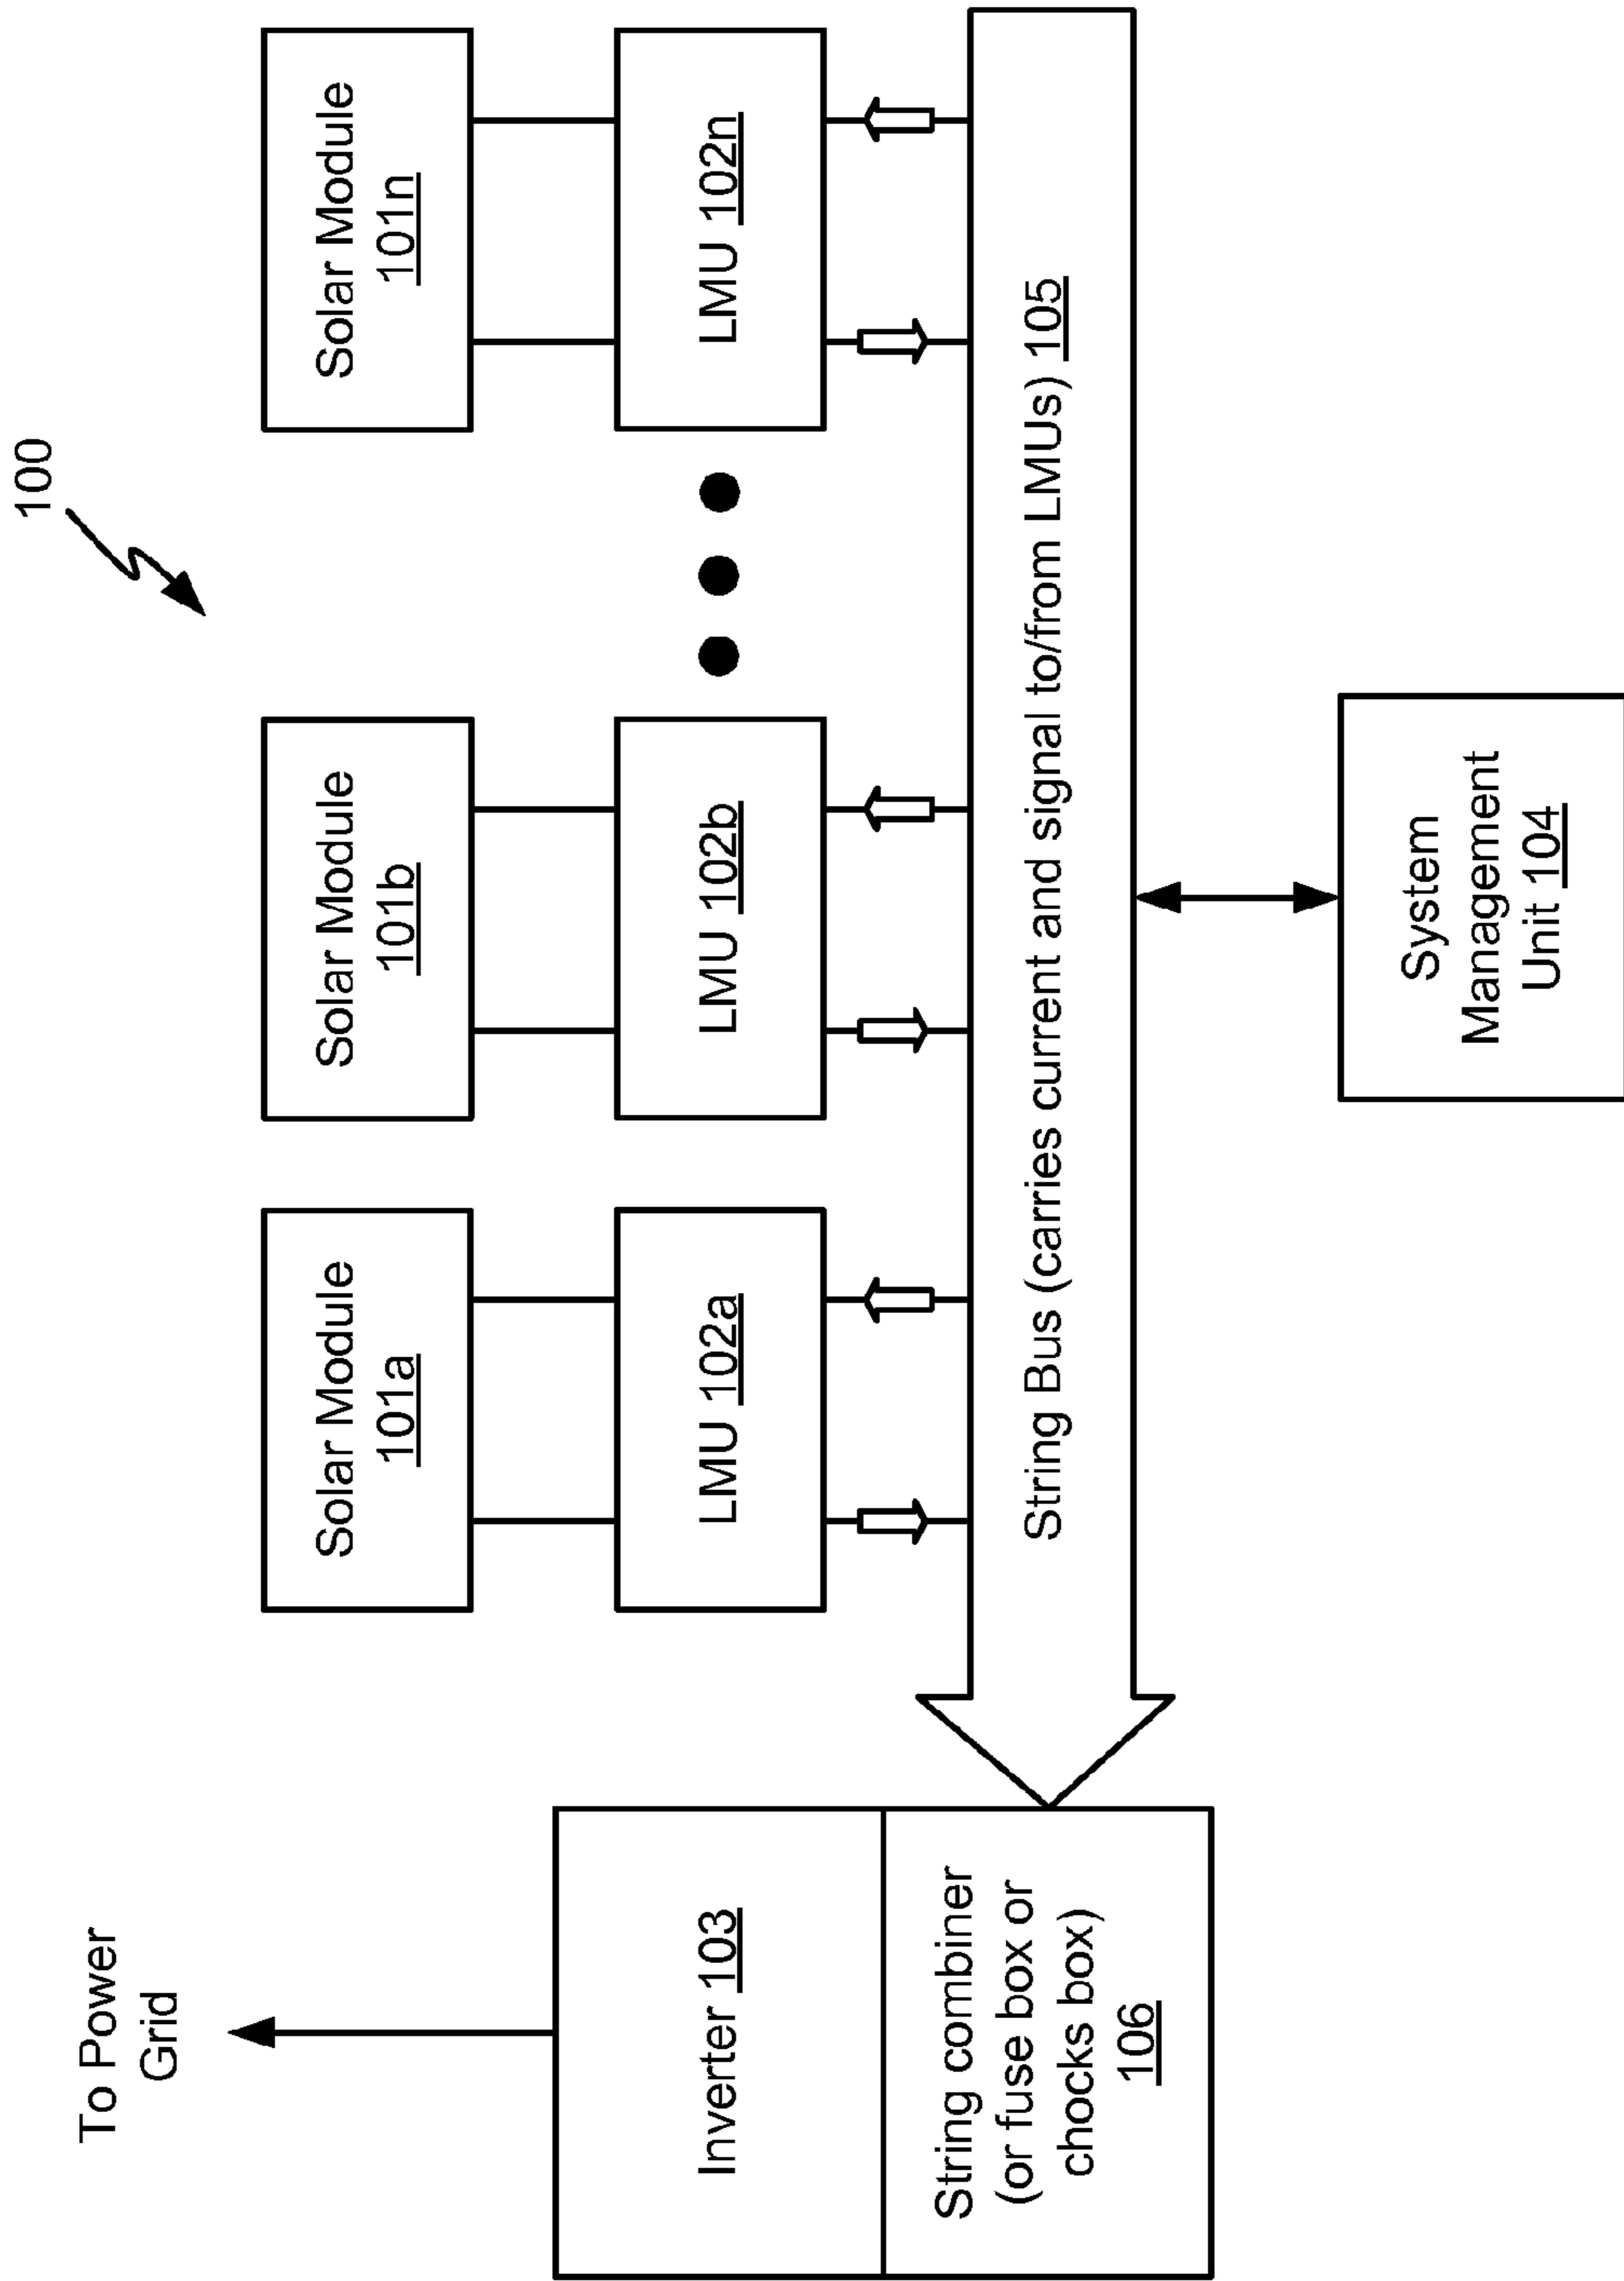 100
To Power
Grid
Solar Module
101a
Solar Module
101b
Solar Module
101n
Inverter 103
LMU 102a
LMU 102b
LMU 102n
String combiner
(or fuse box or
chocks box)
106
String Bus (carries current and signal to/from LMUs) 105
System
Management
Unit 104